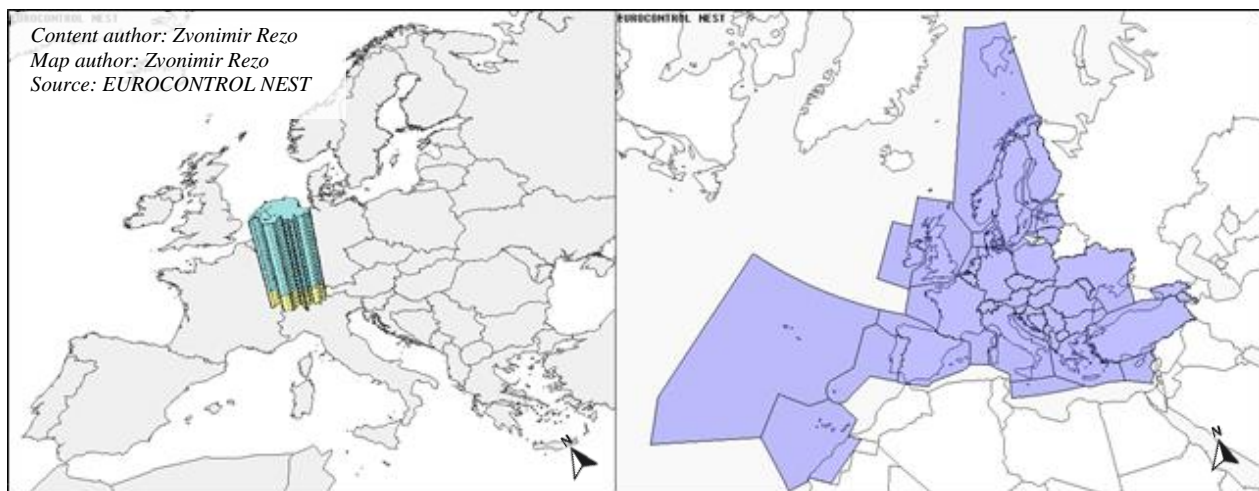 EUROCONTROL NEST
Content author: Zvonimir Rezo
Map author: Zvonimir Rezo
Source: EUROCONTROL NEST
EUROCONTROL NEST
N
N